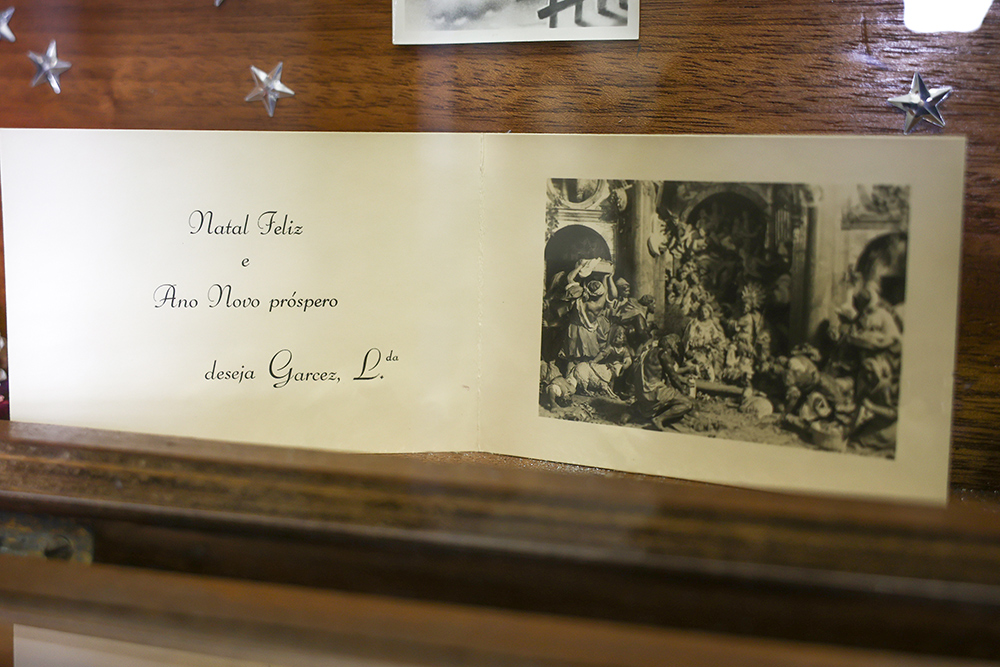 Natal Feliz
e
Ano Novo próspero
deseja Garcez, L.da